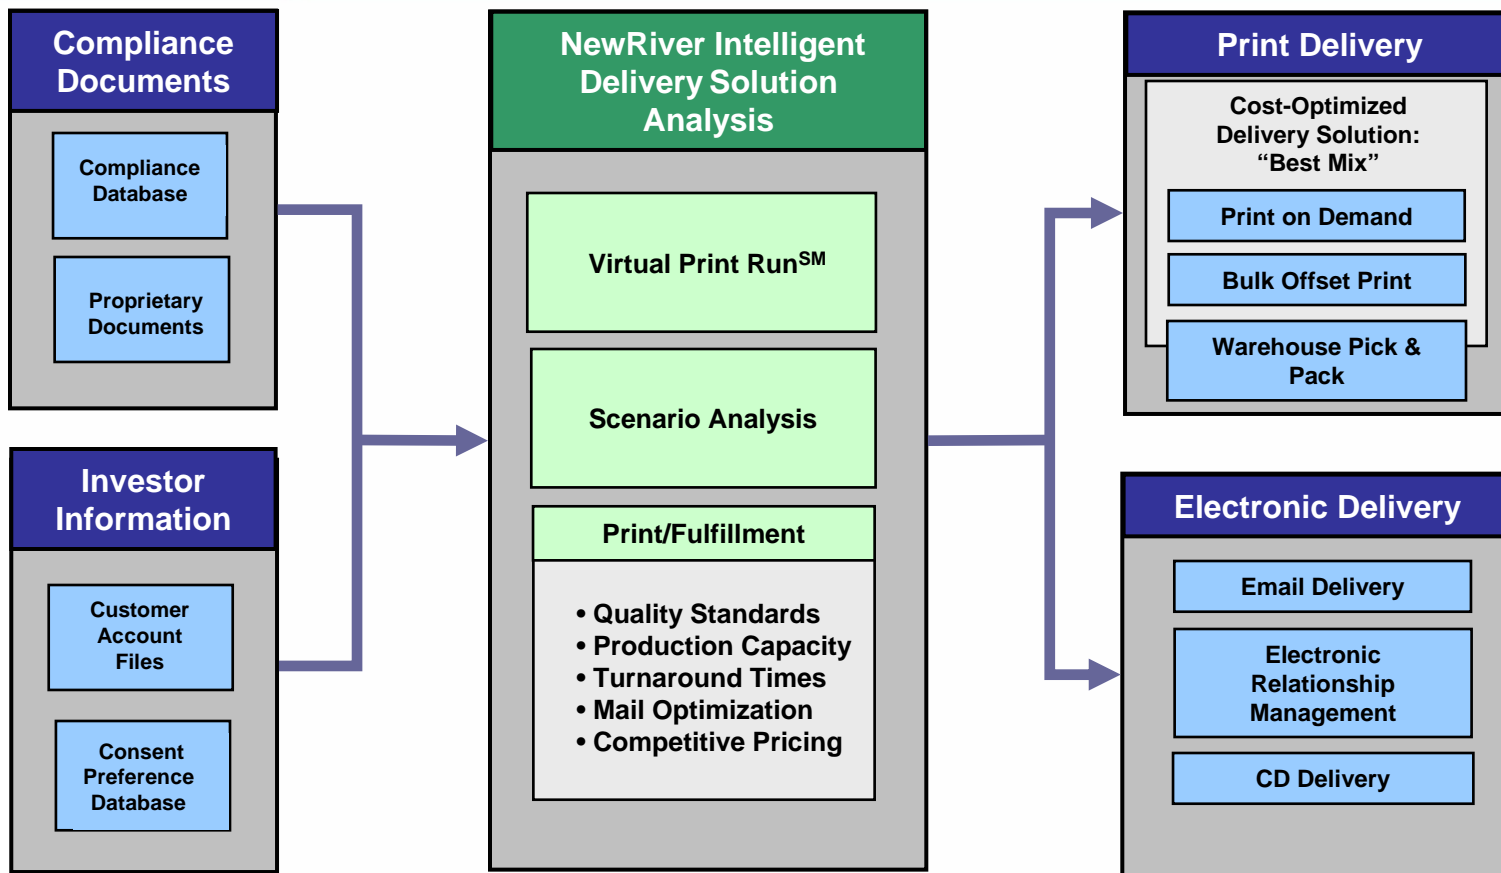 Compliance
Documents
Compliance
Database
Proprietary
Documents
Investor
Information
Customer
Account
Files
Consent
Preference
Database
NewRiver Intelligent
Delivery Solution
Analysis
Virtual Print Run℠
Scenario Analysis
Print/Fulfillment
• Quality Standards
• Production Capacity
• Turnaround Times
• Mail Optimization
• Competitive Pricing
Print Delivery
Cost-Optimized
Delivery Solution:
“Best Mix”
Print on Demand
Bulk Offset Print
Warehouse Pick &
Pack
Electronic Delivery
Email Delivery
Electronic
Relationship
Management
CD Delivery